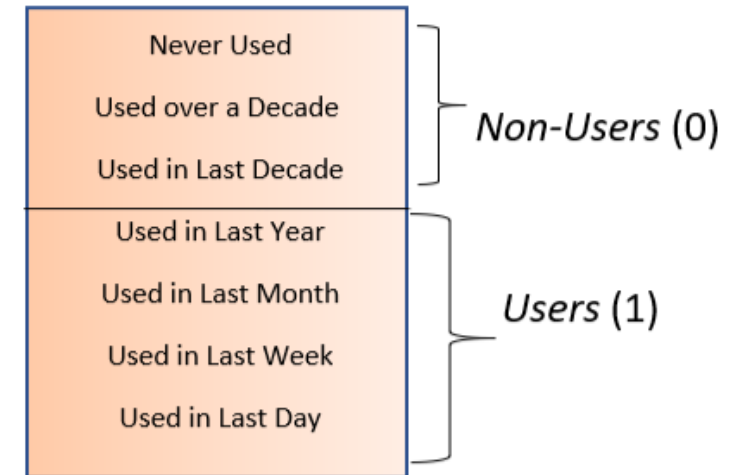 Never Used
Used over a Decade
Used in Last Decade
Non-Users (0)
Used in Last Year
Used in Last Month
Used in Last Week
Used in Last Day
Users (1)